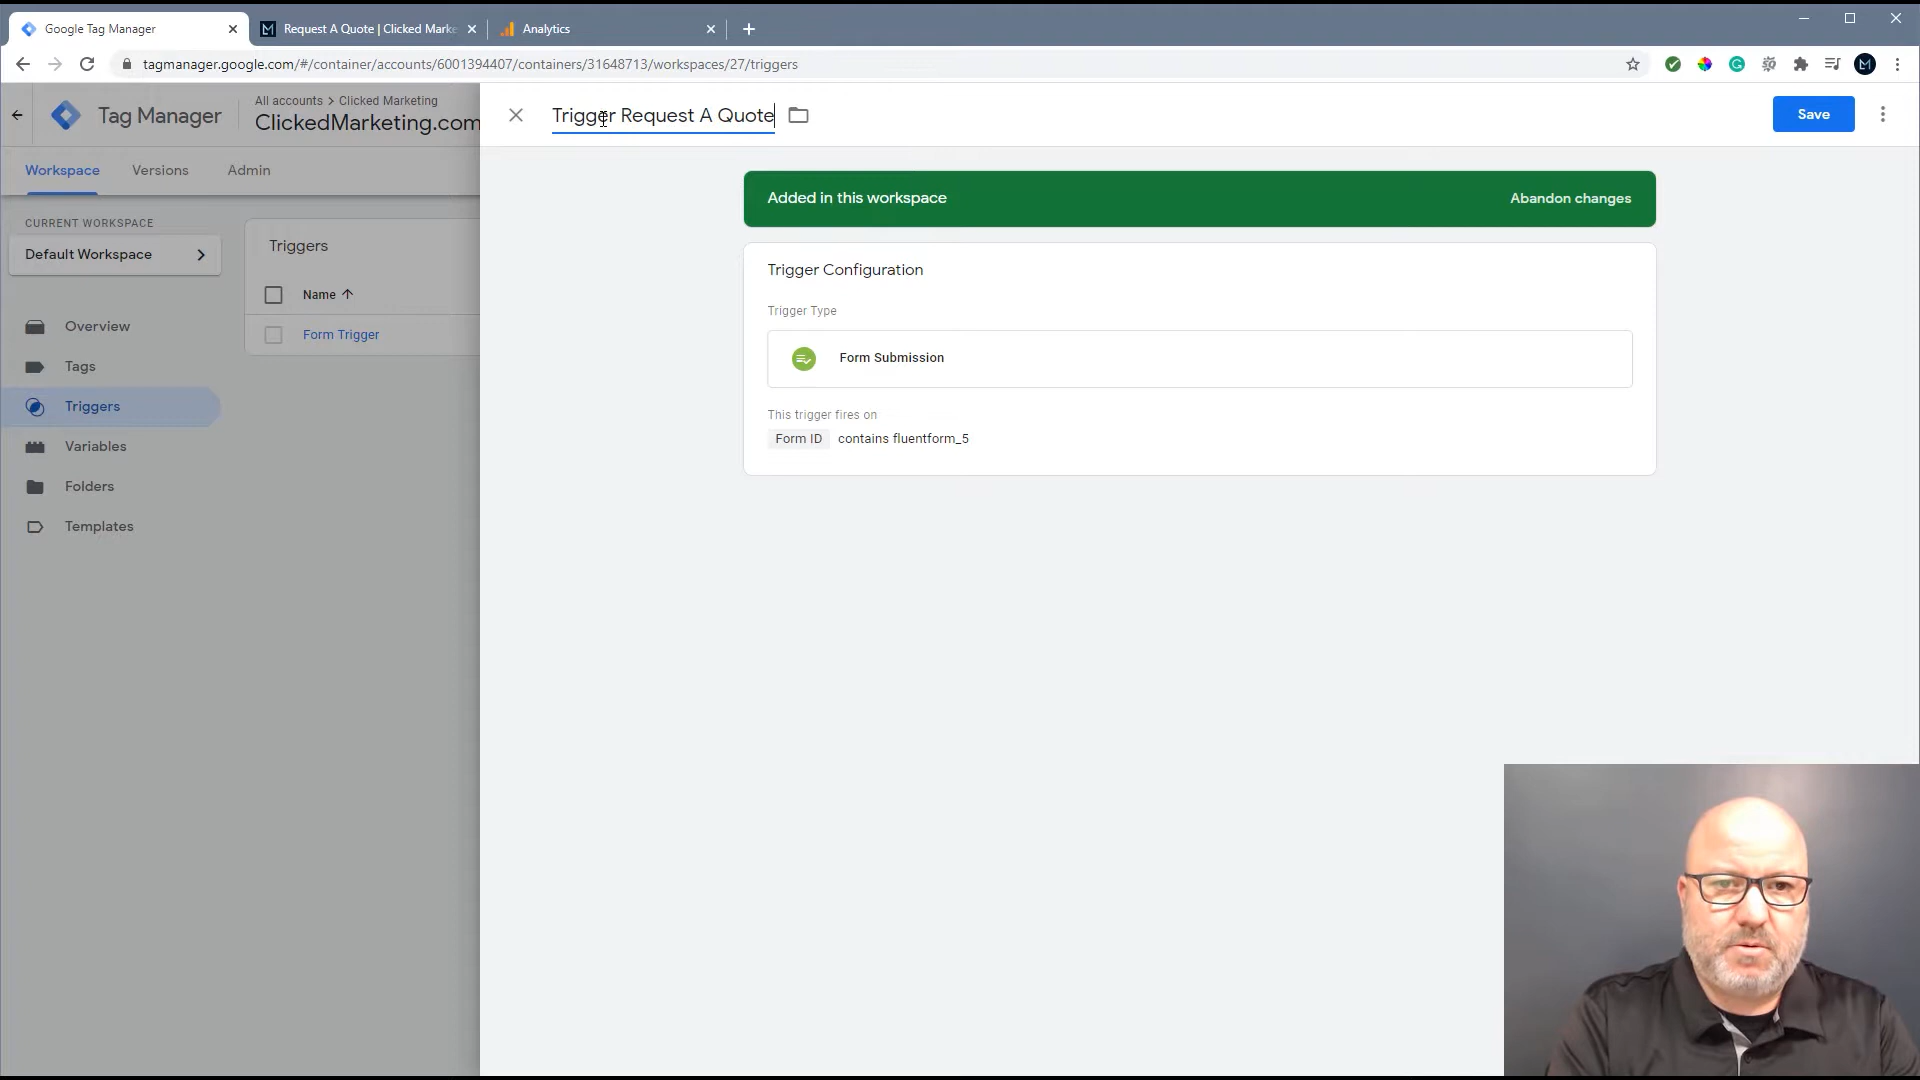 Google Tag Manager
Request A Quote | Clicked Marke
Analytics
tagmanager.google.com/#/container/accounts/6001394407/containers/31648713/workspaces/27/triggers
Tag Manager
All accounts > Clicked Marketing
ClickedMarketing.com
Trigger Request A Quote
Save
Workspace
Versions
Admin
CURRENT WORKSPACE
Default Workspace
Overview
Tags
Triggers
Variables
Folders
Templates
Triggers
Name
Form Trigger
Added in this workspace
Abandon changes
Trigger Configuration
Trigger Type
Form Submission
This trigger fires on
Form ID contains fluentform_5